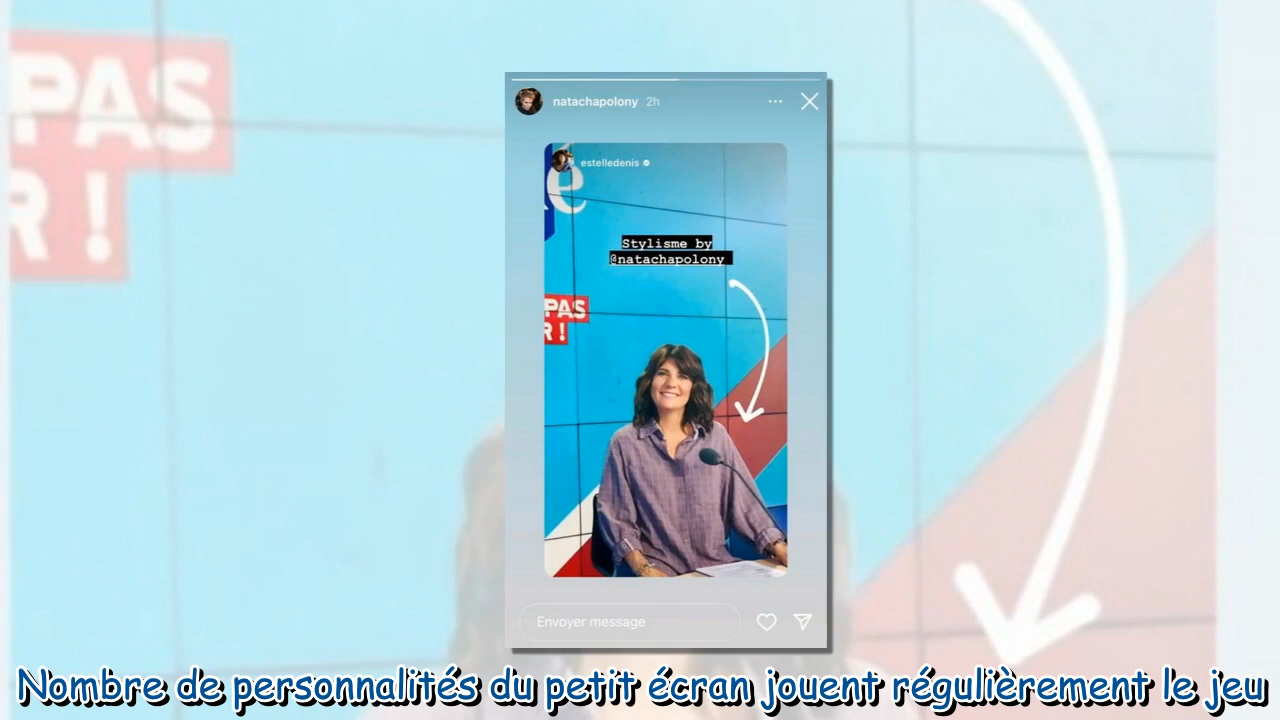 PAS
R !
natachapolony 2h
estelledenis
e
Stylisme by
@natachapolony
PAS
R !
Envoyer message
Nombre de personnalités du petit écran jouent régulièrement le jeu